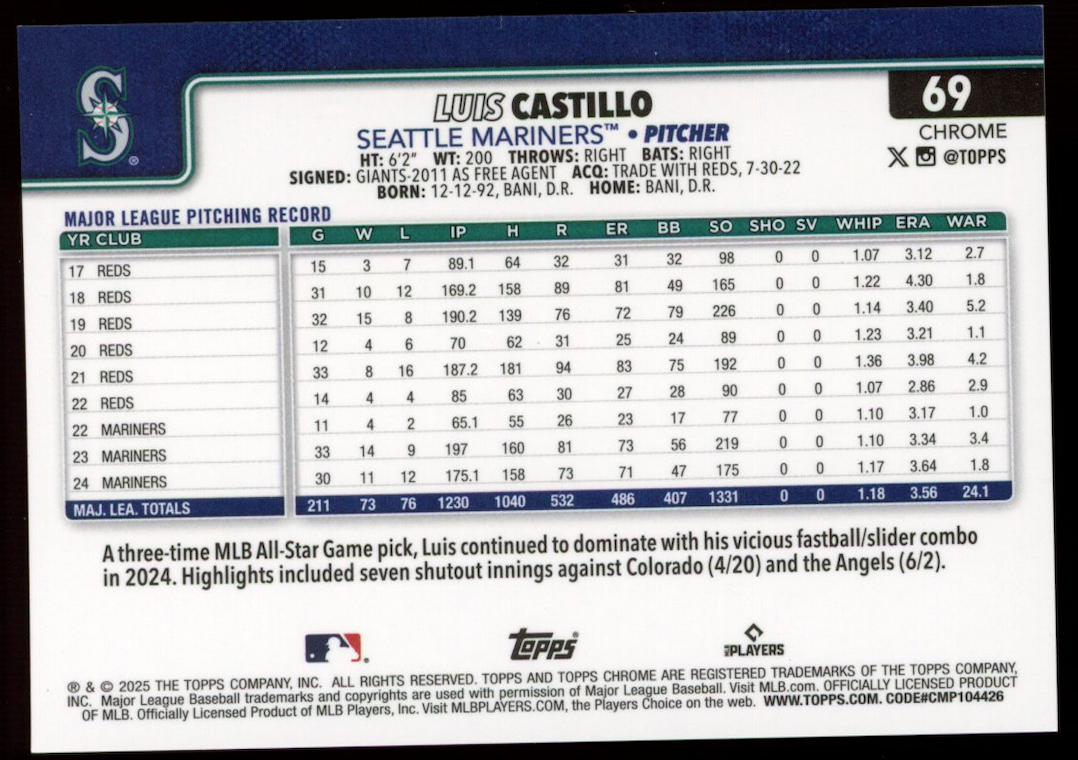 S®
69
LUIS CASTILLO
CHROME
SEATTLE MARINERS™ • PITCHER
@TOPPS
HT: 6'2" WT: 200 THROWS: RIGHT BATS: RIGHT
SIGNED: GIANTS-2011 AS FREE AGENT ACQ: TRADE WITH REDS, 7-30-22
BORN: 12-12-92, BANI, D.R. HOME: BANI, D.R.
MAJOR LEAGUE PITCHING RECORD
YR CLUB G W L IP H R ER BB SO SHO SV WHIP ERA WAR
17 REDS 15 3 7 89.1 64 32 31 32 98 0 0 1.07 3.12 2.7
18 REDS 31 10 12 169.2 158 89 81 49 165 0 0 1.22 4.30 1.8
19 REDS 32 15 8 190.2 139 76 72 79 226 0 0 1.14 3.40 5.2
20 REDS 12 4 6 70 62 31 25 24 89 0 0 1.23 3.21 1.1
21 REDS 33 8 16 187.2 181 94 83 75 192 0 0 1.36 3.98 4.2
22 REDS 14 4 4 85 63 30 27 28 90 0 0 1.07 2.86 2.9
22 MARINERS 11 4 2 65.1 55 26 23 17 77 0 0 1.10 3.17 1.0
23 MARINERS 33 14 9 197 160 81 73 56 219 0 0 1.10 3.34 3.4
24 MARINERS 30 11 12 175.1 158 73 71 47 175 0 0 1.17 3.64 1.8
MAJ. LEA. TOTALS 211 73 76 1230 1040 532 486 407 1331 0 0 1.18 3.56 24.1
A three-time MLB All-Star Game pick, Luis continued to dominate with his vicious fastball/slider combo
in 2024. Highlights included seven shutout innings against Colorado (4/20) and the Angels (6/2).
Topps®
PLAYERS
® & © 2025 THE TOPPS COMPANY, INC. ALL RIGHTS RESERVED. TOPPS AND TOPPS CHROME ARE REGISTERED TRADEMARKS OF THE TOPPS COMPANY,
INC. Major League Baseball trademarks and copyrights are used with permission of Major League Baseball. Visit MLB.com. OFFICIALLY LICENSED PRODUCT
OF MLB. Officially Licensed Product of MLB Players, Inc. Visit MLBPLAYERS.COM, the Players Choice on the web. WWW.TOPPS.COM. CODE#CMP104426